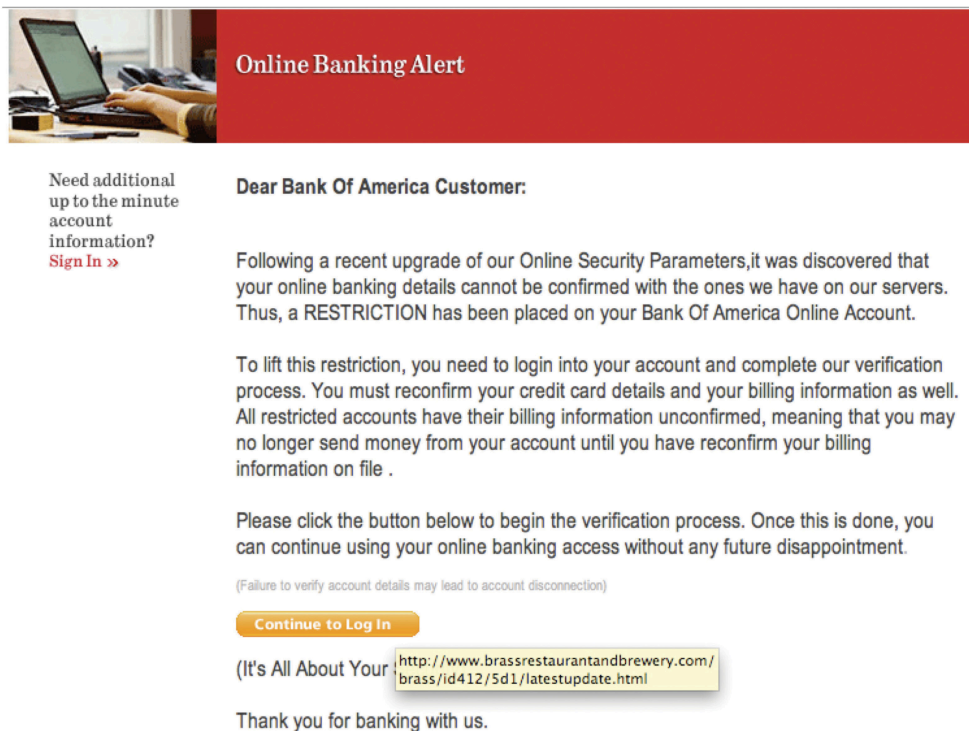 Online Banking Alert
Need additional
up to the minute
account
information?
Sign In »
Dear Bank Of America Customer:
Following a recent upgrade of our Online Security Parameters,it was discovered that
your online banking details cannot be confirmed with the ones we have on our servers.
Thus, a RESTRICTION has been placed on your Bank Of America Online Account.
To lift this restriction, you need to login into your account and complete our verification
process. You must reconfirm your credit card details and your billing information as well.
All restricted accounts have their billing information unconfirmed, meaning that you may
no longer send money from your account until you have reconfirm your billing
information on file .
Please click the button below to begin the verification process. Once this is done, you
can continue using your online banking access without any future disappointment.
(Failure to verify account details may lead to account disconnection)
Continue to Log In
(It's All About Your
http://www.brassrestaurantandbrewery.com/
brass/id412/5d1/latestupdate.html
Thank you for banking with us.